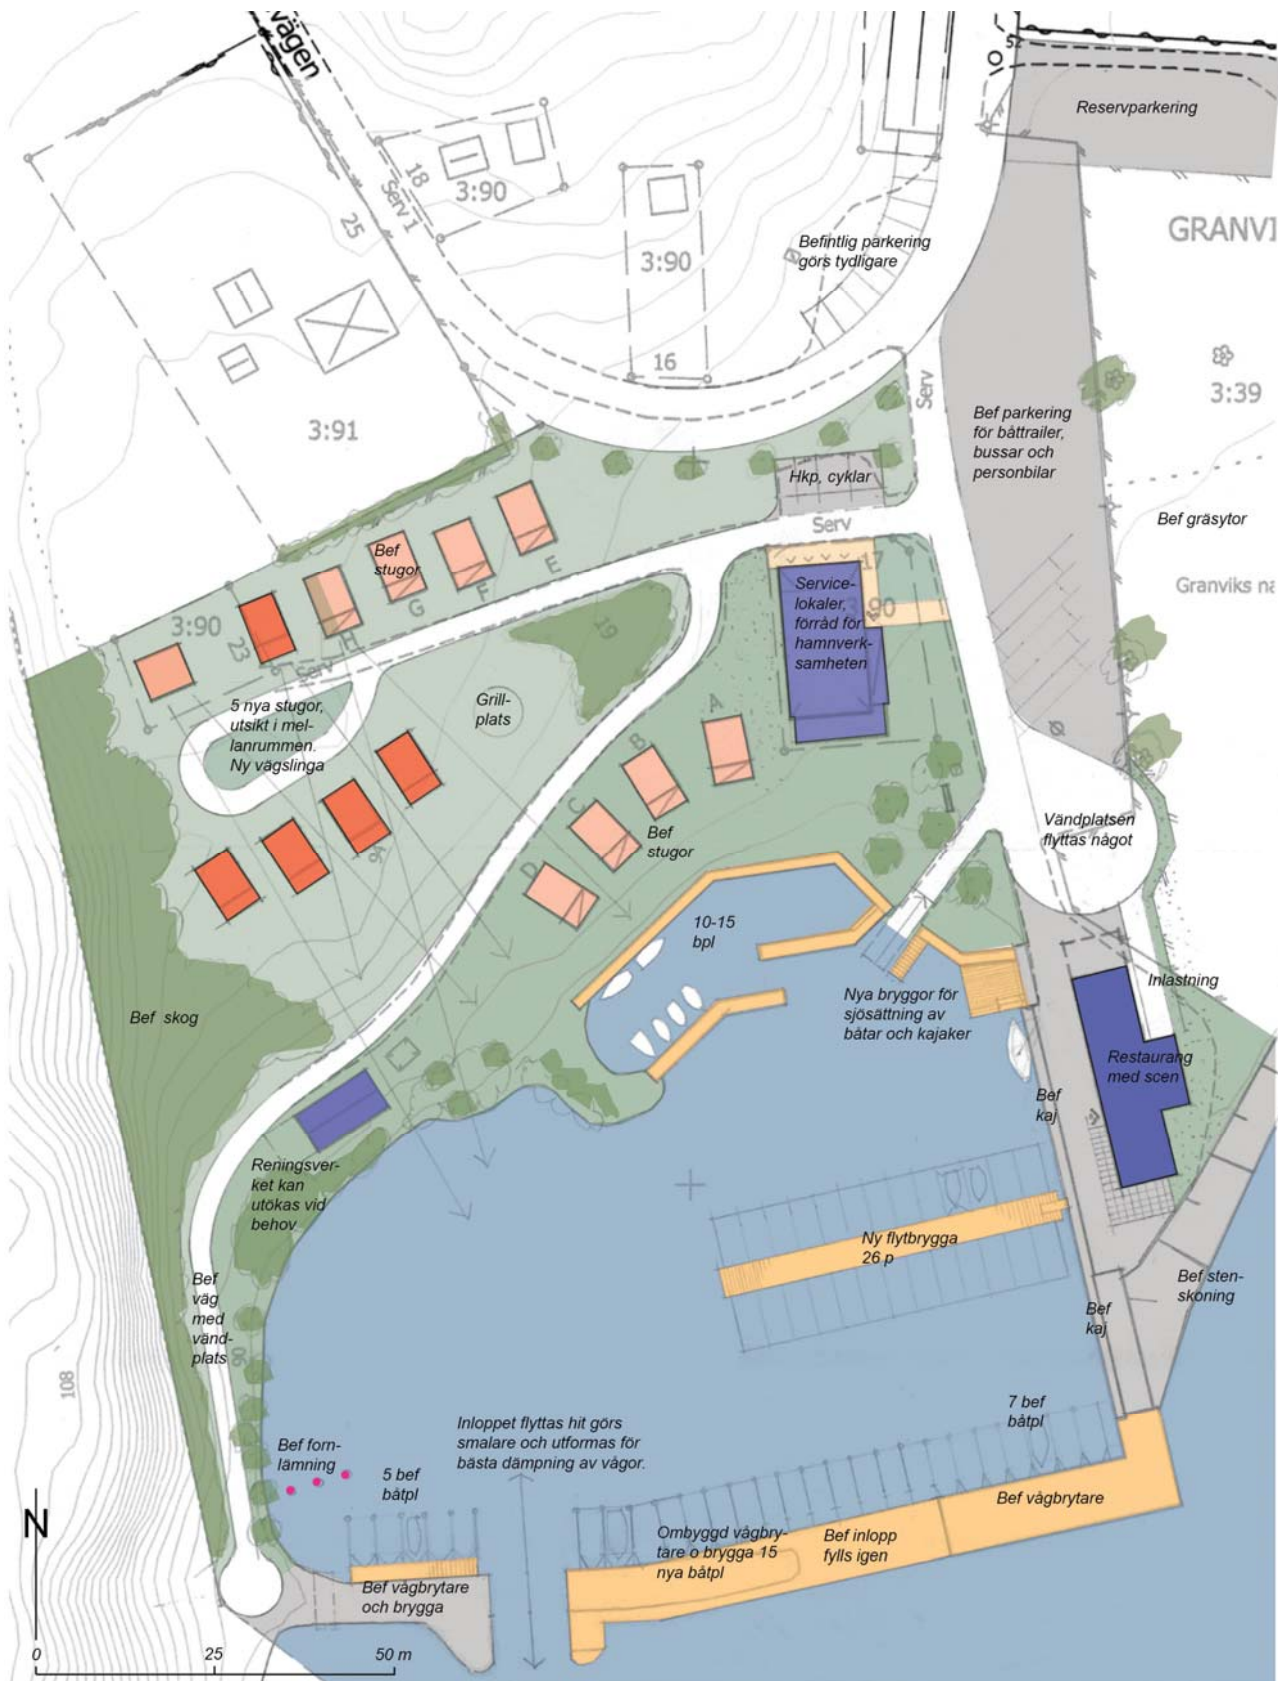 vägen
52
Reservparkering
GRANVI
18
Serv 1
3:90
25
3:90
16
Befintlig parkering
görs tydligare
Serv
3:39
3:91
Bef parkering
för båttrailer,
bussar och
personbilar
Hkp, cyklar
Serv
Bef gräsytor
Granviks na
Bef
stugor
E
F
G
H
3:90
23
Serv
19
17
3:90
Service-
lokaler,
förråd för
hamnverk-
samheten
5 nya stugor,
utsikt i mel-
lanrummen.
Ny vägslinga
Grill-
plats
A
B
C
D
Bef
stugor
94
Vändplatsen
flyttas något
10-15
bpl
Nya bryggor för
sjösättning av
båtar och kajaker
Inlastning
Bef skog
Restaurang
med scen
Bef
kaj
Reningsver-
ket kan
utökas vid
behov
Ny flytbrygga
26 p
Bef
väg
med
vänd-
plats
90
Bef sten-
skoning
Bef
kaj
108
7 bef
båtpl
Inloppet flyttas hit görs
smalare och utformas för
bästa dämpning av vågor.
Bef forn-
lämning
5 bef
båtpl
Bef vågbrytare
Ombyggd vågbry-
tare o brygga 15
nya båtpl
Bef inlopp
fylls igen
Bef vågbrytare
och brygga
N
0 25 50 m